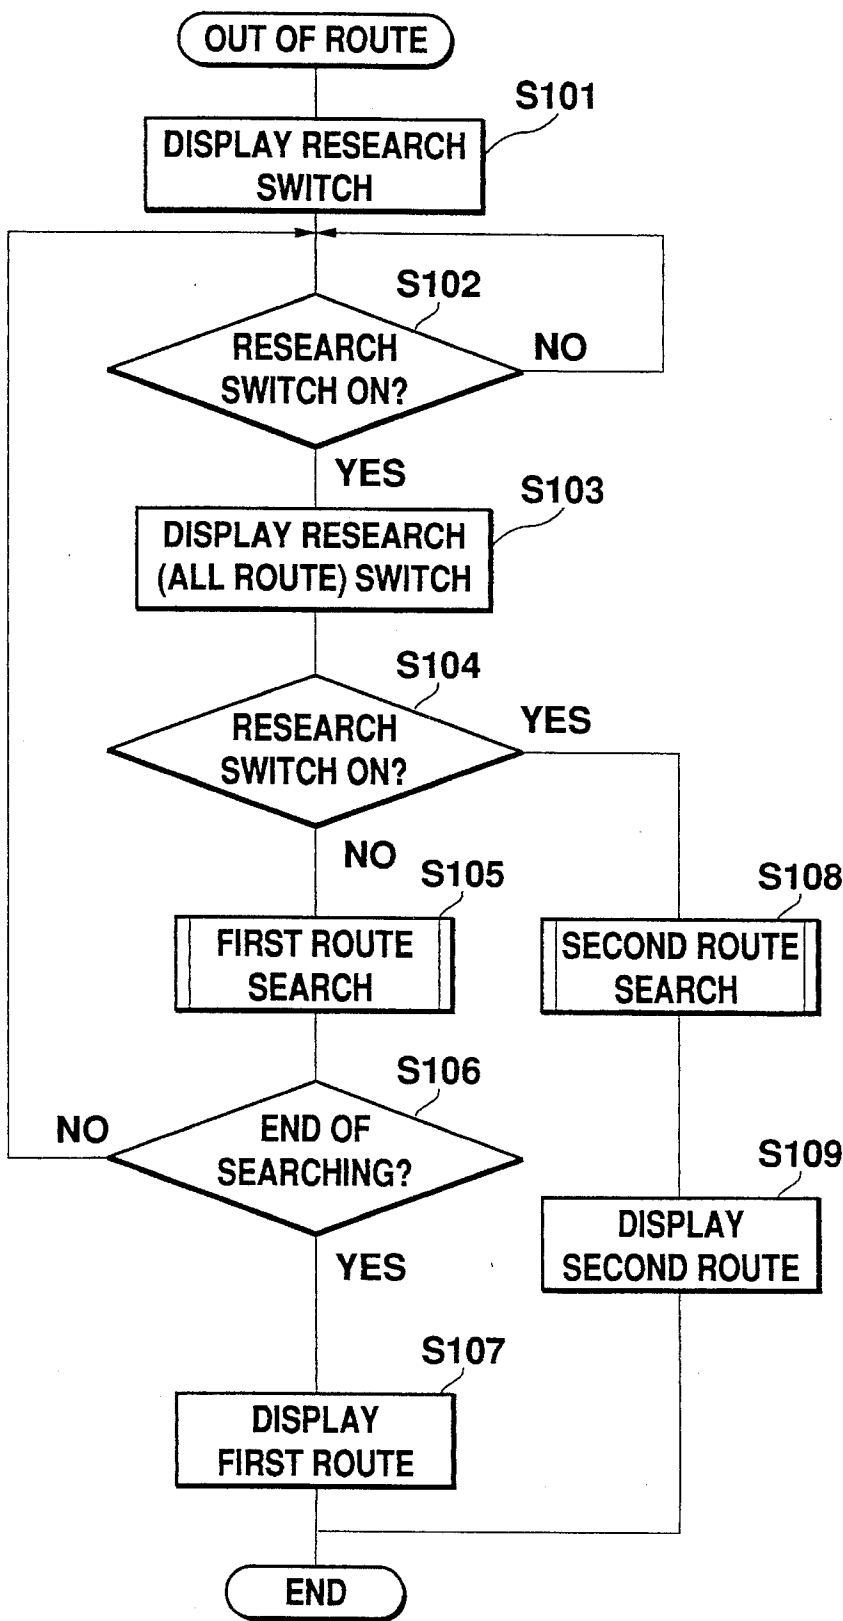 OUT OF ROUTE
S101
DISPLAY RESEARCH
SWITCH
S102
RESEARCH
SWITCH ON?
NO
YES
S103
DISPLAY RESEARCH
(ALL ROUTE) SWITCH
S104
RESEARCH
SWITCH ON?
YES
NO
S105
FIRST ROUTE
SEARCH
S108
SECOND ROUTE
SEARCH
S106
END OF
SEARCHING?
NO
YES
S109
DISPLAY
SECOND ROUTE
S107
DISPLAY
FIRST ROUTE
END